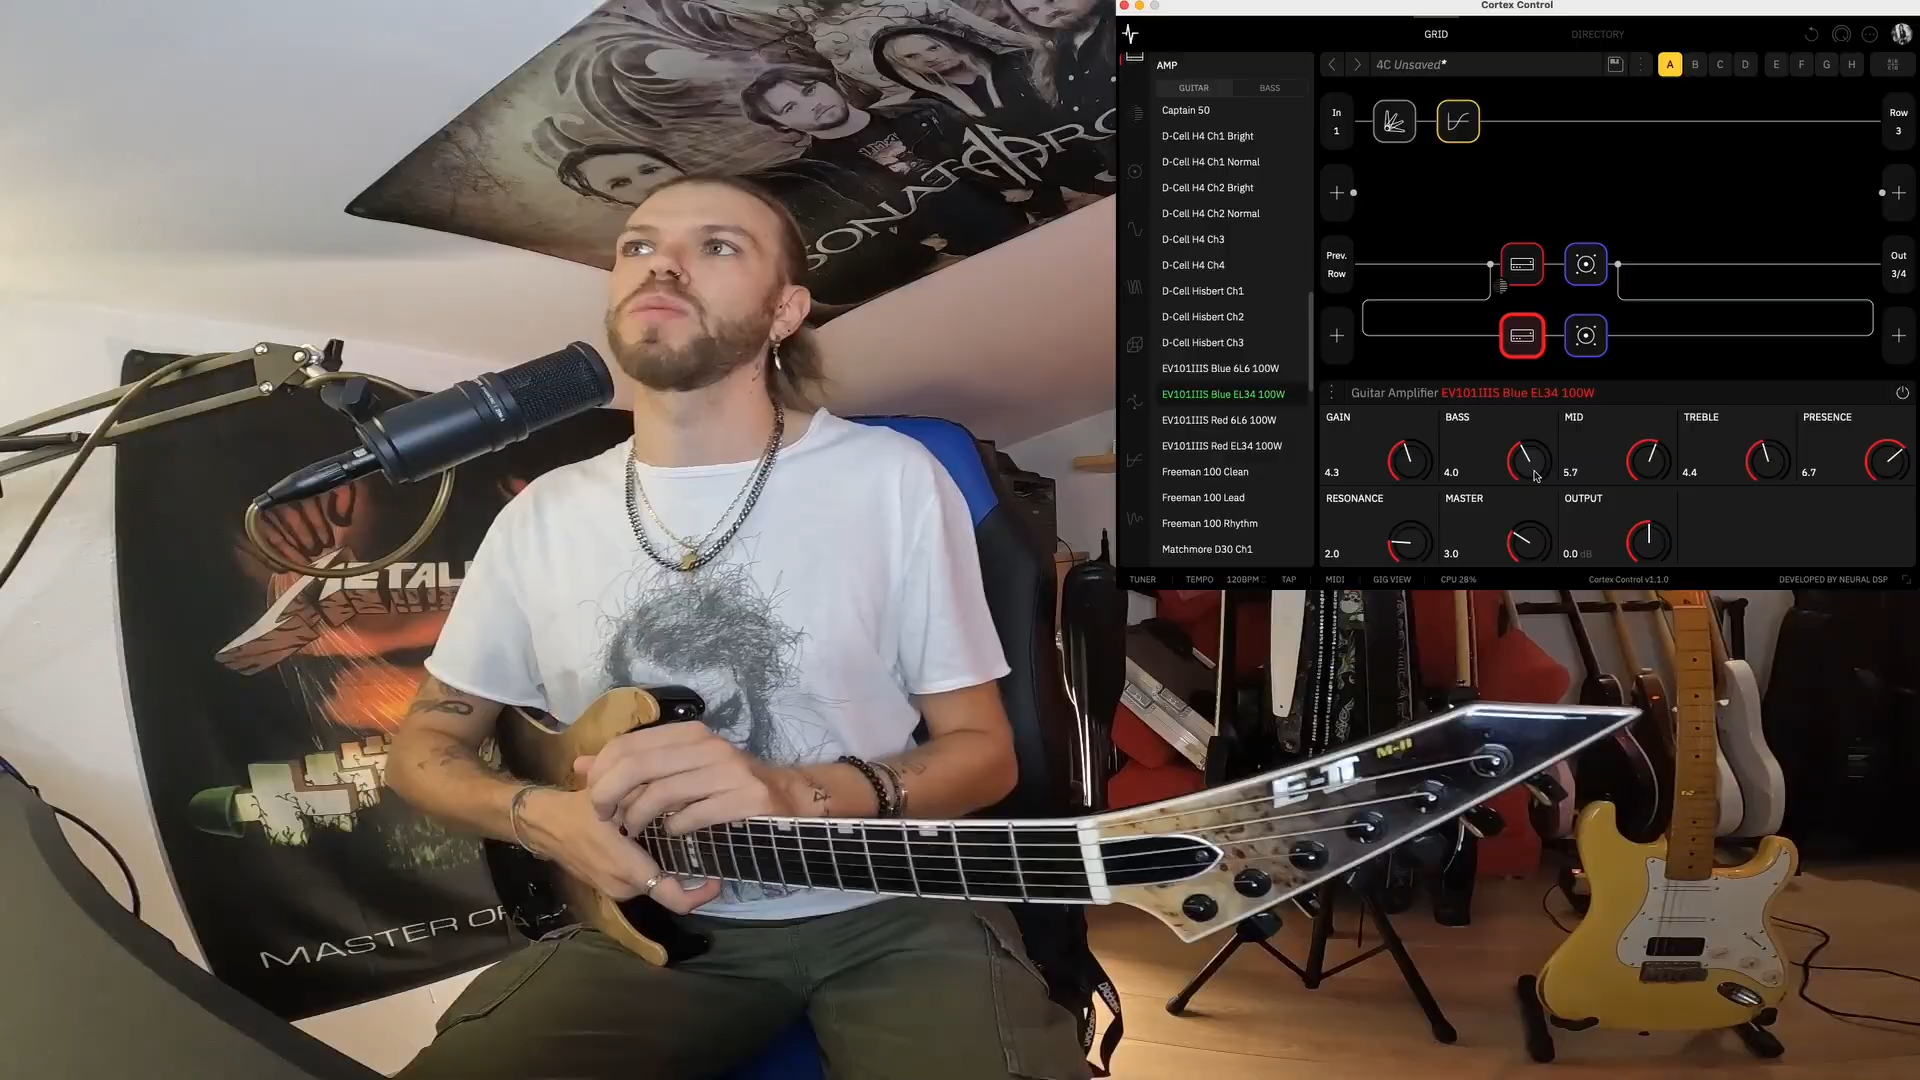 Cortex Control
GRID
DIRECTORY
AMP
GUITAR
BASS
4C Unsaved*
A
B
C
D
E
F
G
H
Captain 50
D-Cell H4 Ch1 Bright
D-Cell H4 Ch1 Normal
D-Cell H4 Ch2 Bright
D-Cell H4 Ch2 Normal
D-Cell H4 Ch3
D-Cell H4 Ch4
D-Cell Hisbert Ch1
D-Cell Hisbert Ch2
D-Cell Hisbert Ch3
EV101IIIS Blue 6L6 100W
EV101IIIS Blue EL34 100W
EV101IIIS Red 6L6 100W
EV101IIIS Red EL34 100W
Freeman 100 Clean
Freeman 100 Lead
Freeman 100 Rhythm
Matchmore D30 Ch1
In
1
Row
3
Prev.
Row
Out
3/4
Guitar Amplifier EV101IIIS Blue EL34 100W
GAIN
BASS
MID
TREBLE
PRESENCE
4.3
4.0
5.7
4.4
6.7
RESONANCE
MASTER
OUTPUT
2.0
3.0
0.0 dB
TUNER
TEMPO
120BPM
TAP
MIDI
GIG VIEW
CPU 28%
Cortex Control v1.1.0
DEVELOPED BY NEURAL DSP
SONATA ARC
METAL
MASTER OF
E-II
M-II
D'Addario